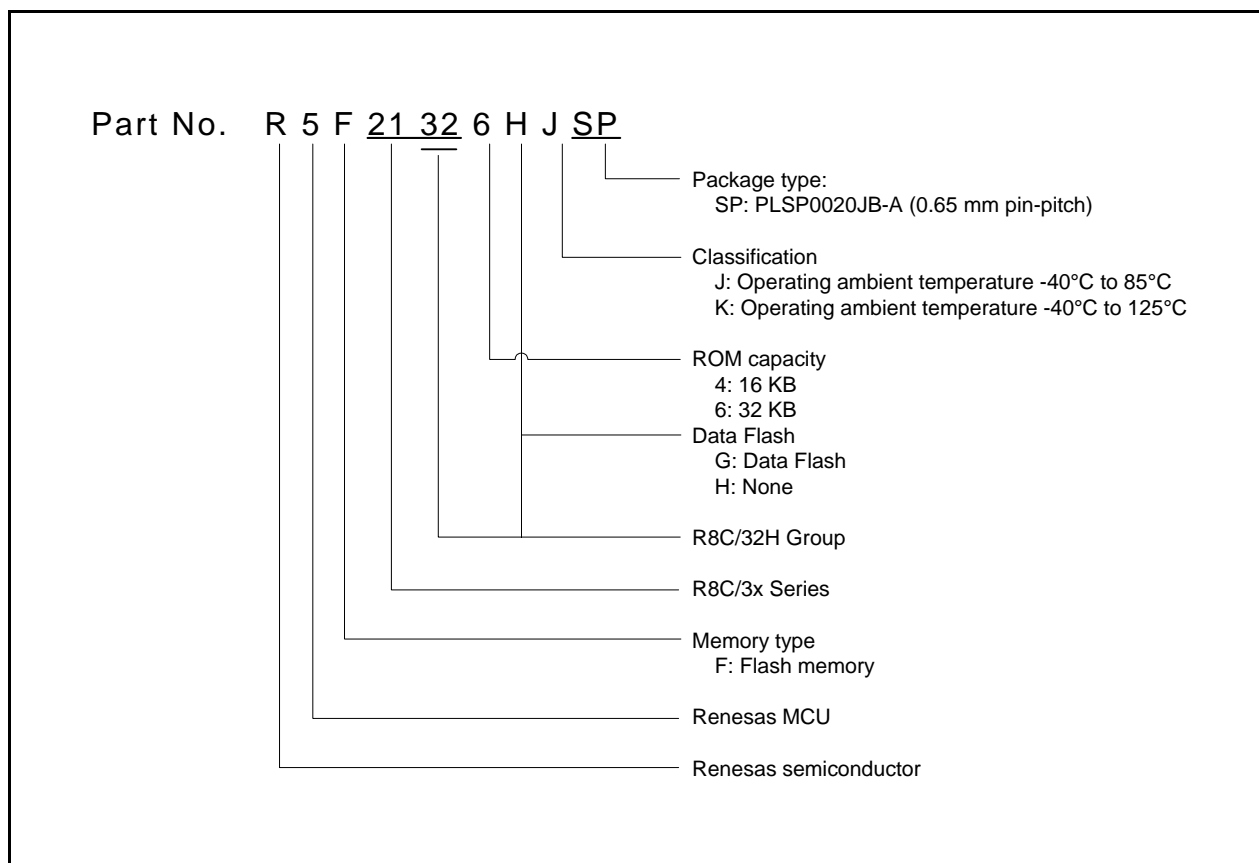 Part No. R 5 F 21 32 6 H J SP
Package type:
SP: PLSP0020JB-A (0.65 mm pin-pitch)
Classification
J: Operating ambient temperature -40°C to 85°C
K: Operating ambient temperature -40°C to 125°C
ROM capacity
4: 16 KB
6: 32 KB
Data Flash
G: Data Flash
H: None
R8C/32H Group
R8C/3x Series
Memory type
F: Flash memory
Renesas MCU
Renesas semiconductor